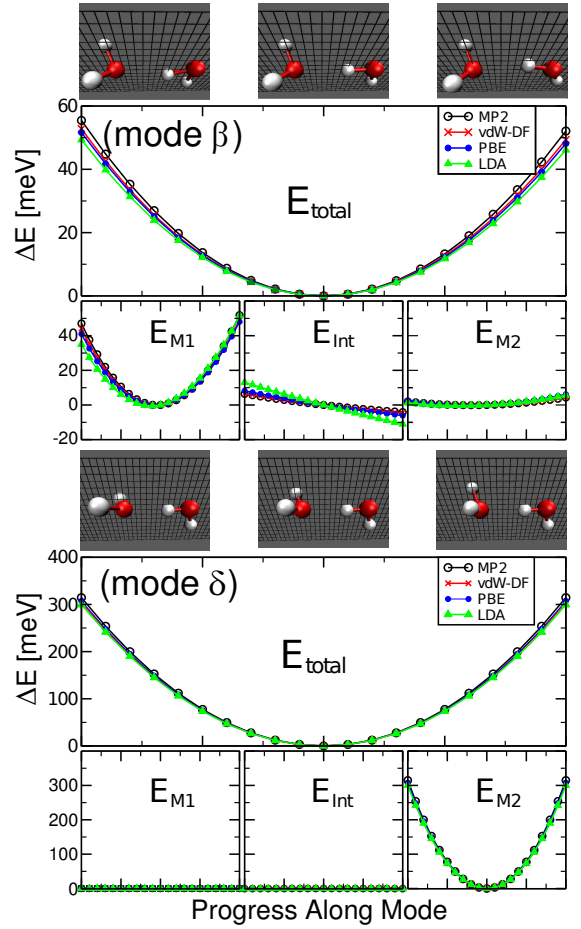 60
40
20
0
ΔE [meV]
(mode β)
E_total
MP2
vdW-DF
PBE
LDA
40
20
0
-20
E_M1
E_Int
E_M2
400
300
200
100
0
ΔE [meV]
(mode δ)
E_total
MP2
vdW-DF
PBE
LDA
300
200
100
0
E_M1
E_Int
E_M2
Progress Along Mode